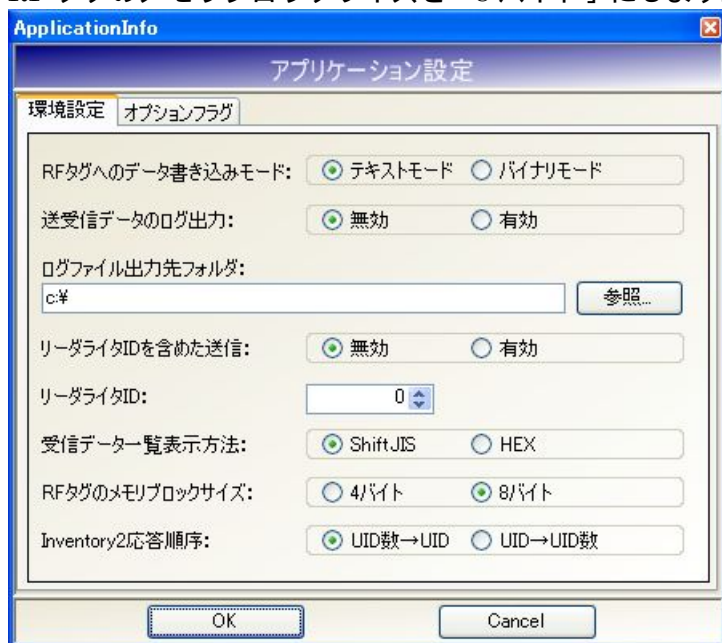 ApplicationInfo
アプリケーション設定
環境設定 オプションフラグ
RFタグへのデータ書き込みモード: テキストモード バイナリモード
送受信データのログ出力: 無効 有効
ログファイル出力先フォルダ:
c:¥ 参照...
リーダライタIDを含めた送信: 無効 有効
リーダライタID: 0
受信データ一覧表示方法: ShiftJIS HEX
RFタグのメモリブロックサイズ: 4バイト 8バイト
Inventory2応答順序: UID数→UID UID→UID数
OK Cancel